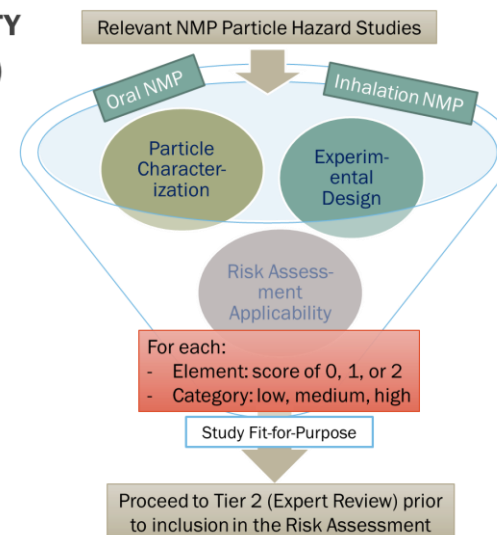 TY
)
Relevant NMP Particle Hazard Studies
Oral NMP
Inhalation NMP
Particle
Character-
ization
Experim-
ental
Design
Risk Assess-
ment
Applicability
For each:
- Element: score of 0, 1, or 2
- Category: low, medium, high
Study Fit-for-Purpose
Proceed to Tier 2 (Expert Review) prior
to inclusion in the Risk Assessment